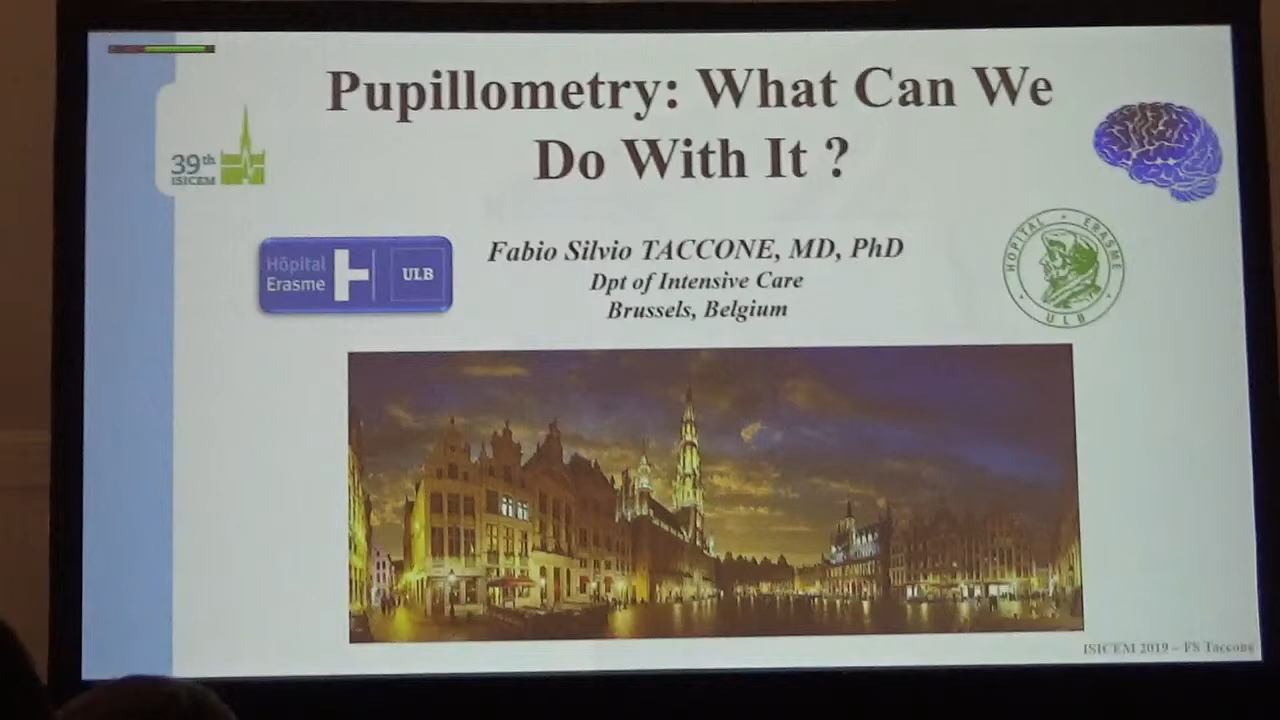 Pupillometry: What Can We
Do With It ?
39th
ISICEM
Hôpital
Erasme
ULB
Fabio Silvio TACCONE, MD, PhD
Dpt of Intensive Care
Brussels, Belgium
HOPITAL ERASME
ULB
ISICEM 2019 – FS Taccone